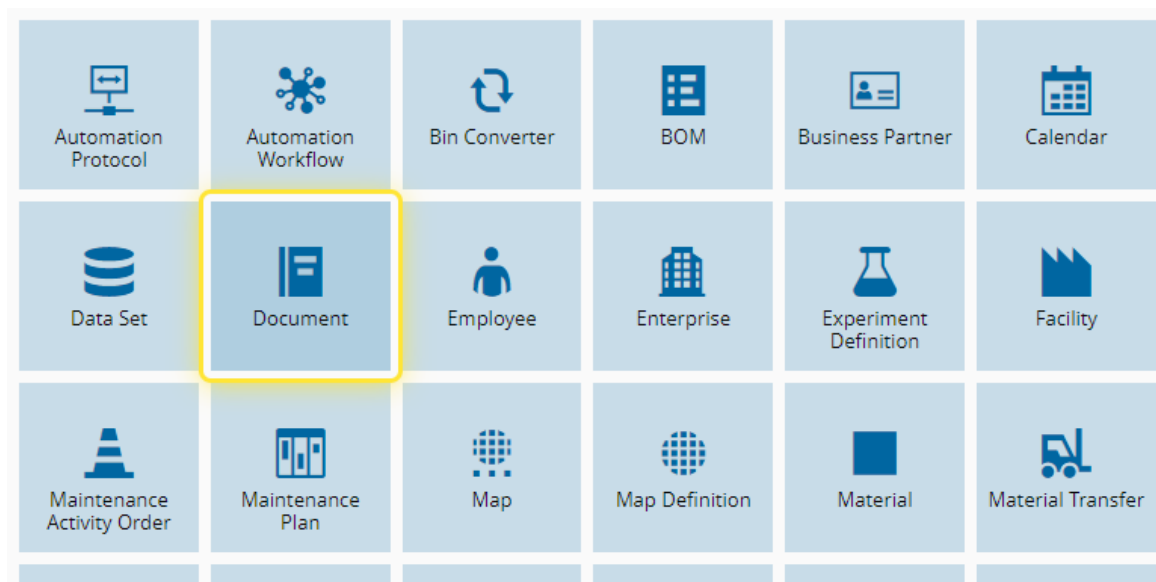 Automation
Protocol
Automation
Workflow
Bin Converter
BOM
Business Partner
Calendar
Data Set
Document
Employee
Enterprise
Experiment
Definition
Facility
Maintenance
Activity Order
Maintenance
Plan
Map
Map Definition
Material
Material Transfer